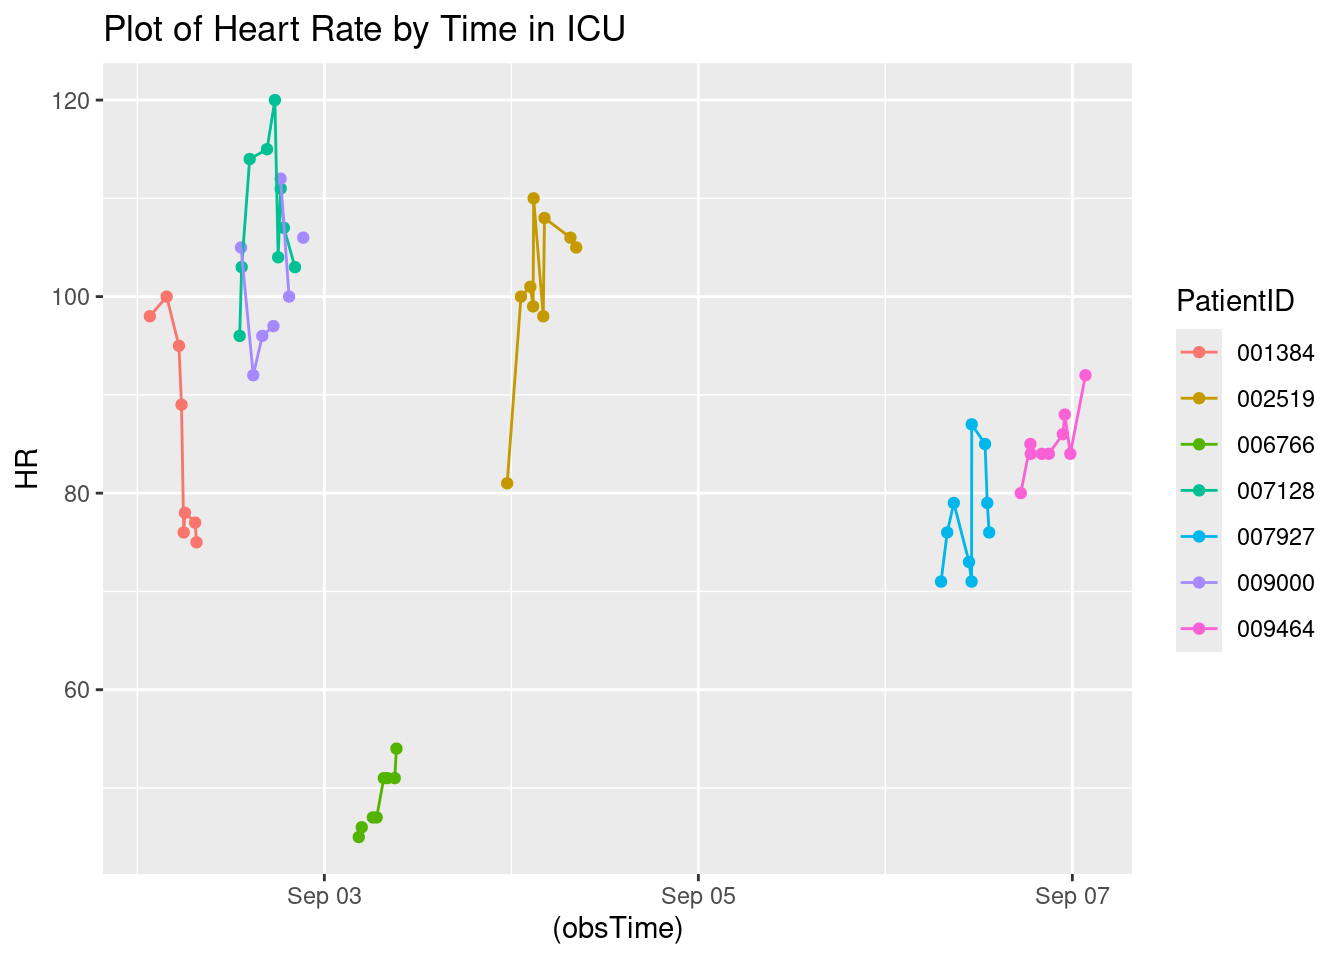 Plot of Heart Rate by Time in ICU
120
100
80
60
HR
Sep 03
Sep 05
Sep 07
(obsTime)
PatientID
001384
002519
006766
007128
007927
009000
009464